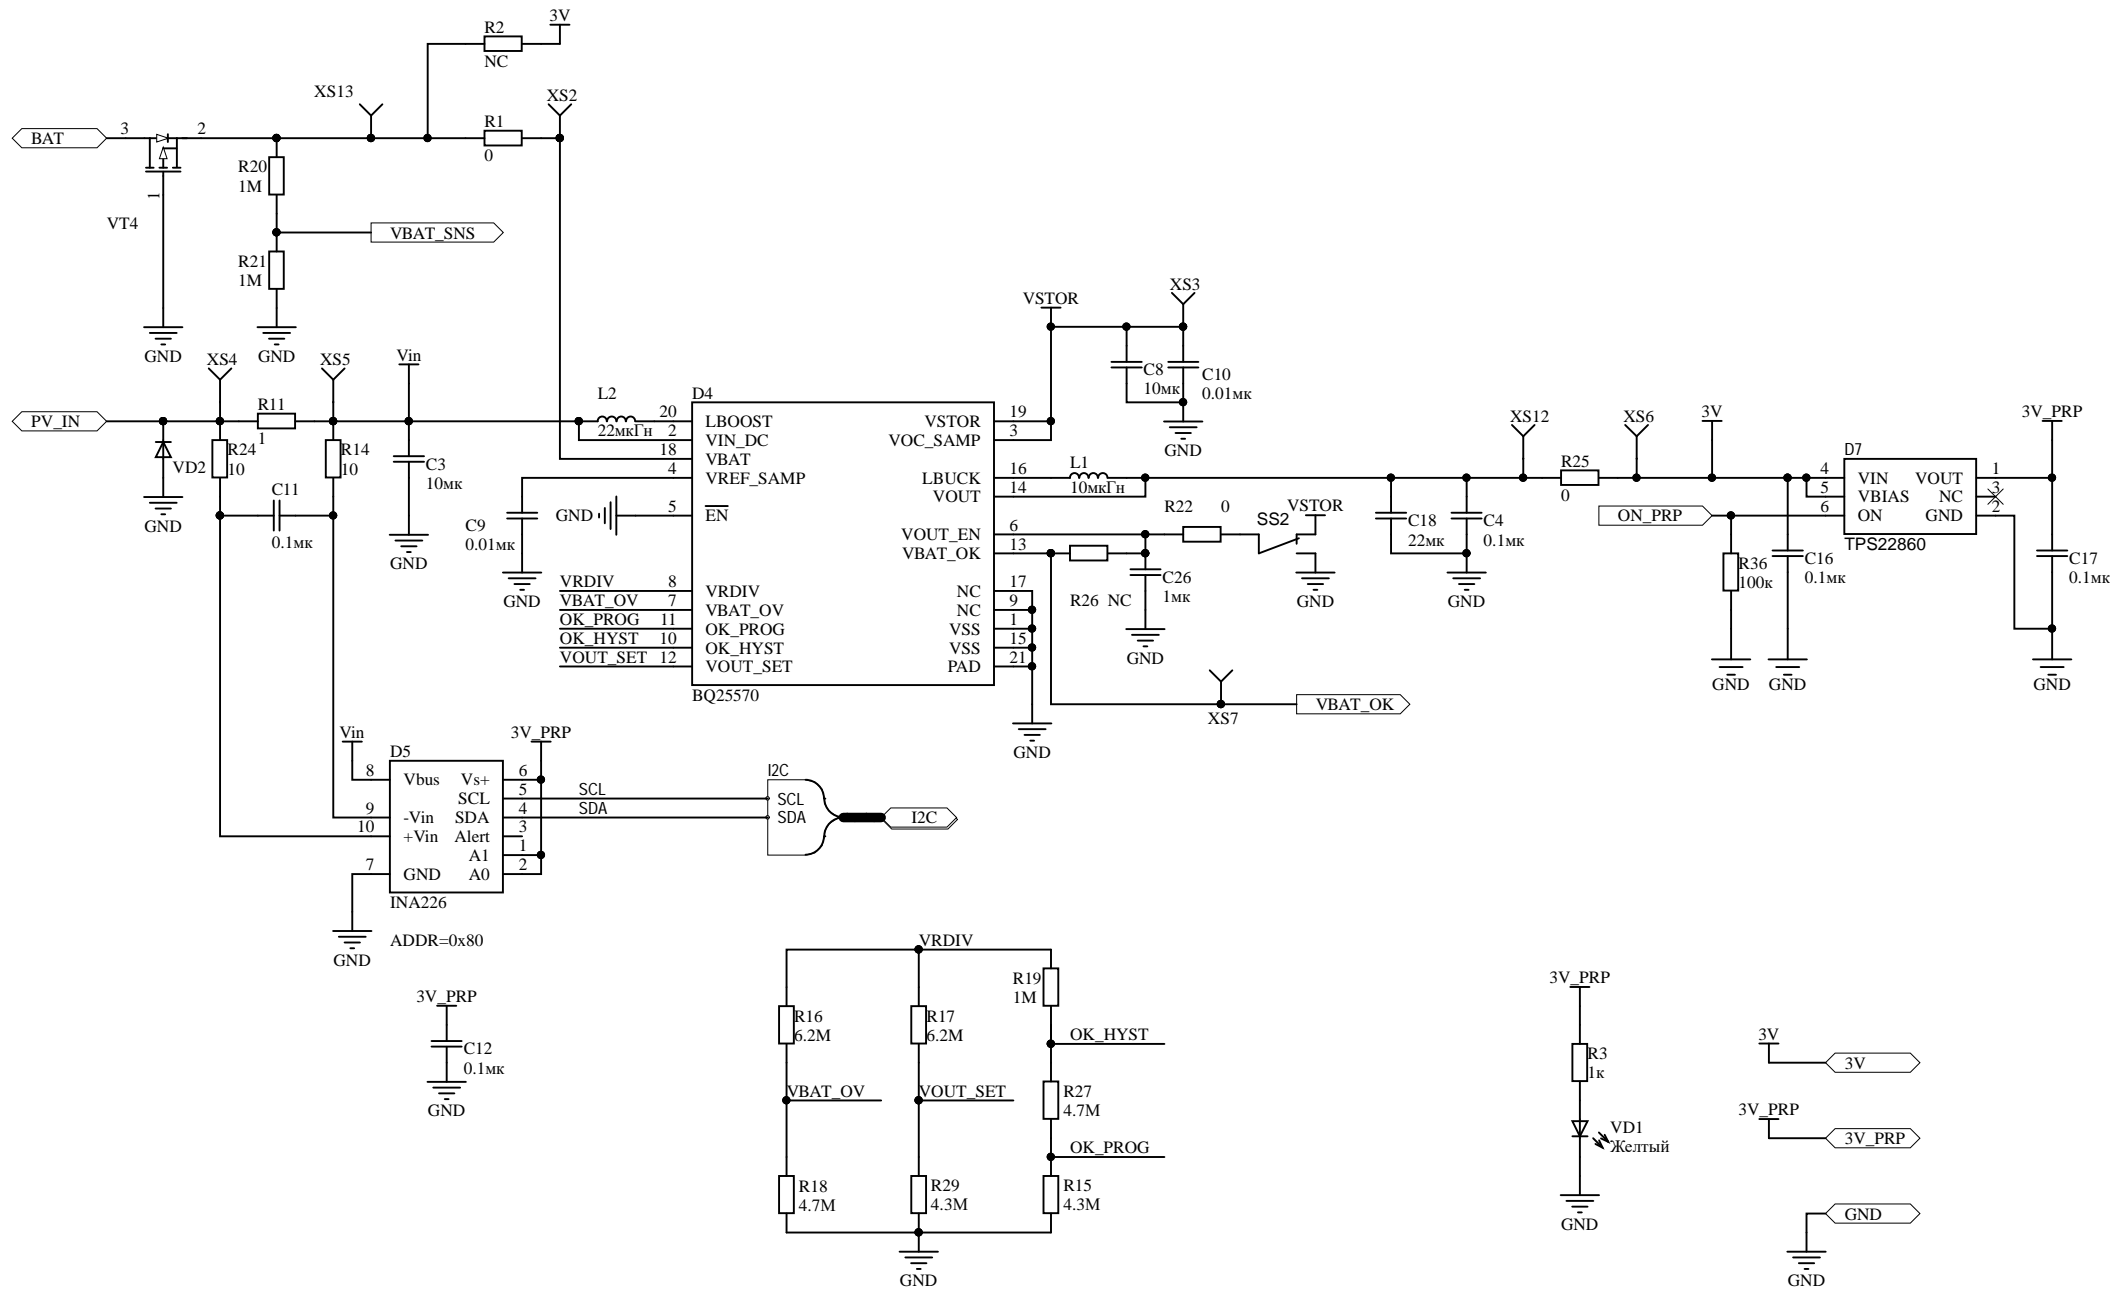 3V
R2
NC
XS13
XS2
BAT
3
2
R1
0
1
VT4
R20
1М
VBAT_SNS
R21
1М
GND
GND
XS4
XS5
Vin
PV_IN
R11
1
VD2
R24
10
R14
10
C11
0.1мк
C3
10мк
GND
GND
L2
22мкГн
C9
0.01мк
GND
GND
D4
20 LBOOST
2 VIN_DC
18 VBAT
4 VREF_SAMP
5 EN
VRDIV 8 VRDIV
VBAT_OV 7 VBAT_OV
OK_PROG 11 OK_PROG
OK_HYST 10 OK_HYST
VOUT_SET 12 VOUT_SET
VSTOR 19
VOC_SAMP 3
LBUCK 16
VOUT 14
VOUT_EN 6
VBAT_OK 13
NC 17
NC 9
VSS 1
VSS 15
PAD 21
BQ25570
GND
VSTOR
XS3
C8
10мк
C10
0.01мк
GND
L1
10мкГн
R22 0
SS2
VSTOR
GND
R26 NC
C26
1мк
GND
XS7
VBAT_OK
C18
22мк
C4
0.1мк
GND
XS12
R25
0
XS6
3V
ON_PRP
R36
100к
GND
C16
0.1мк
GND
D7
4 VIN VOUT 1
5 VBIAS NC 3
6 ON GND 2
TPS22860
3V_PRP
C17
0.1мк
GND
Vin
D5
3V_PRP
8 Vbus Vs+ 6
SCL 5
9 -Vin SDA 4
10 +Vin Alert 3
A1 1
7 GND A0 2
INA226
GND
ADDR=0x80
SCL
SDA
I2C
SCL
SDA
I2C
3V_PRP
C12
0.1мк
GND
VRDIV
R16
6.2М
R17
6.2М
R19
1М
OK_HYST
VBAT_OV
VOUT_SET
R27
4.7М
OK_PROG
R18
4.7М
R29
4.3М
R15
4.3М
GND
3V_PRP
R3
1к
VD1
Желтый
GND
3V
3V
3V_PRP
3V_PRP
GND
GND